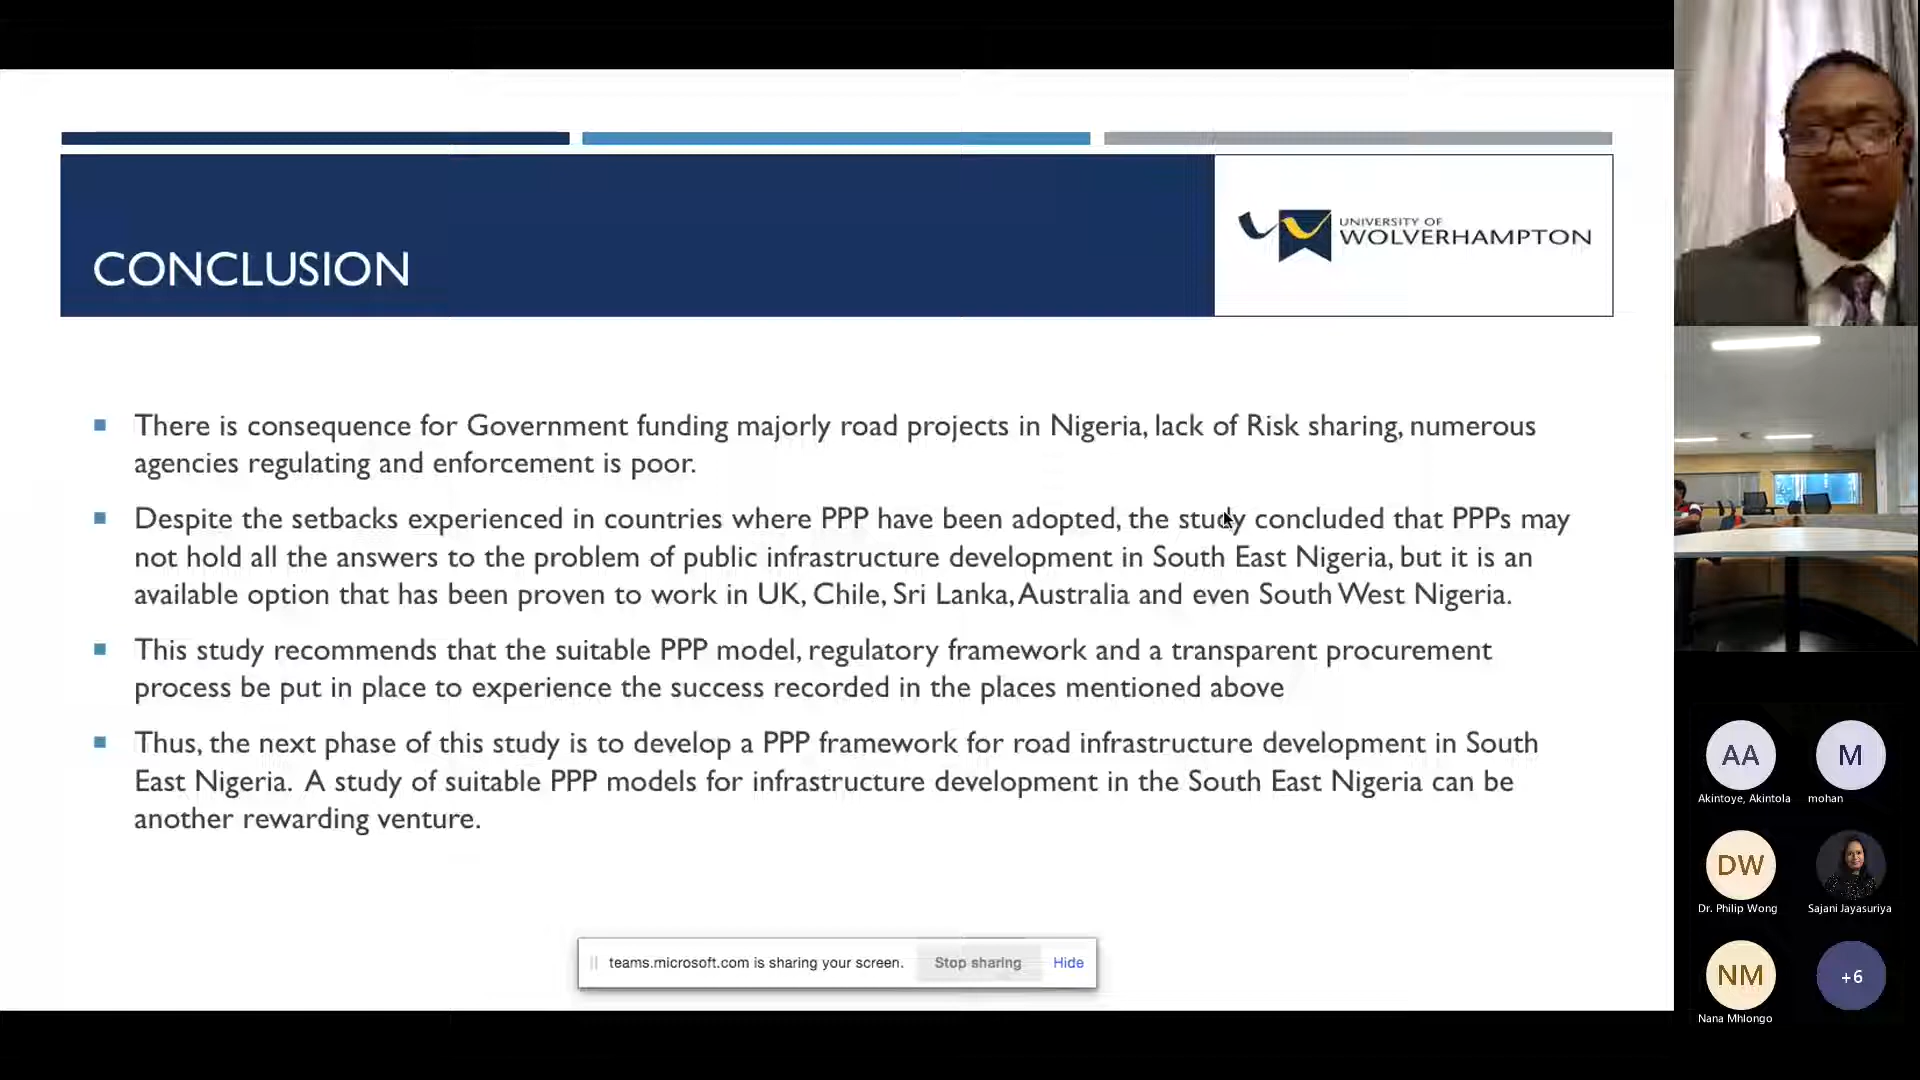 CONCLUSION
UNIVERSITY OF
WOLVERHAMPTON
There is consequence for Government funding majorly road projects in Nigeria, lack of Risk sharing, numerous
agencies regulating and enforcement is poor.
Despite the setbacks experienced in countries where PPP have been adopted, the study concluded that PPPs may
not hold all the answers to the problem of public infrastructure development in South East Nigeria, but it is an
available option that has been proven to work in UK, Chile, Sri Lanka, Australia and even South West Nigeria.
This study recommends that the suitable PPP model, regulatory framework and a transparent procurement
process be put in place to experience the success recorded in the places mentioned above
Thus, the next phase of this study is to develop a PPP framework for road infrastructure development in South
East Nigeria. A study of suitable PPP models for infrastructure development in the South East Nigeria can be
another rewarding venture.
teams.microsoft.com is sharing your screen. Stop sharing Hide
AA M
Akintoye, Akintola mohan
DW
Dr. Philip Wong Sajani Jayasuriya
NM +6
Nana Mhlongo